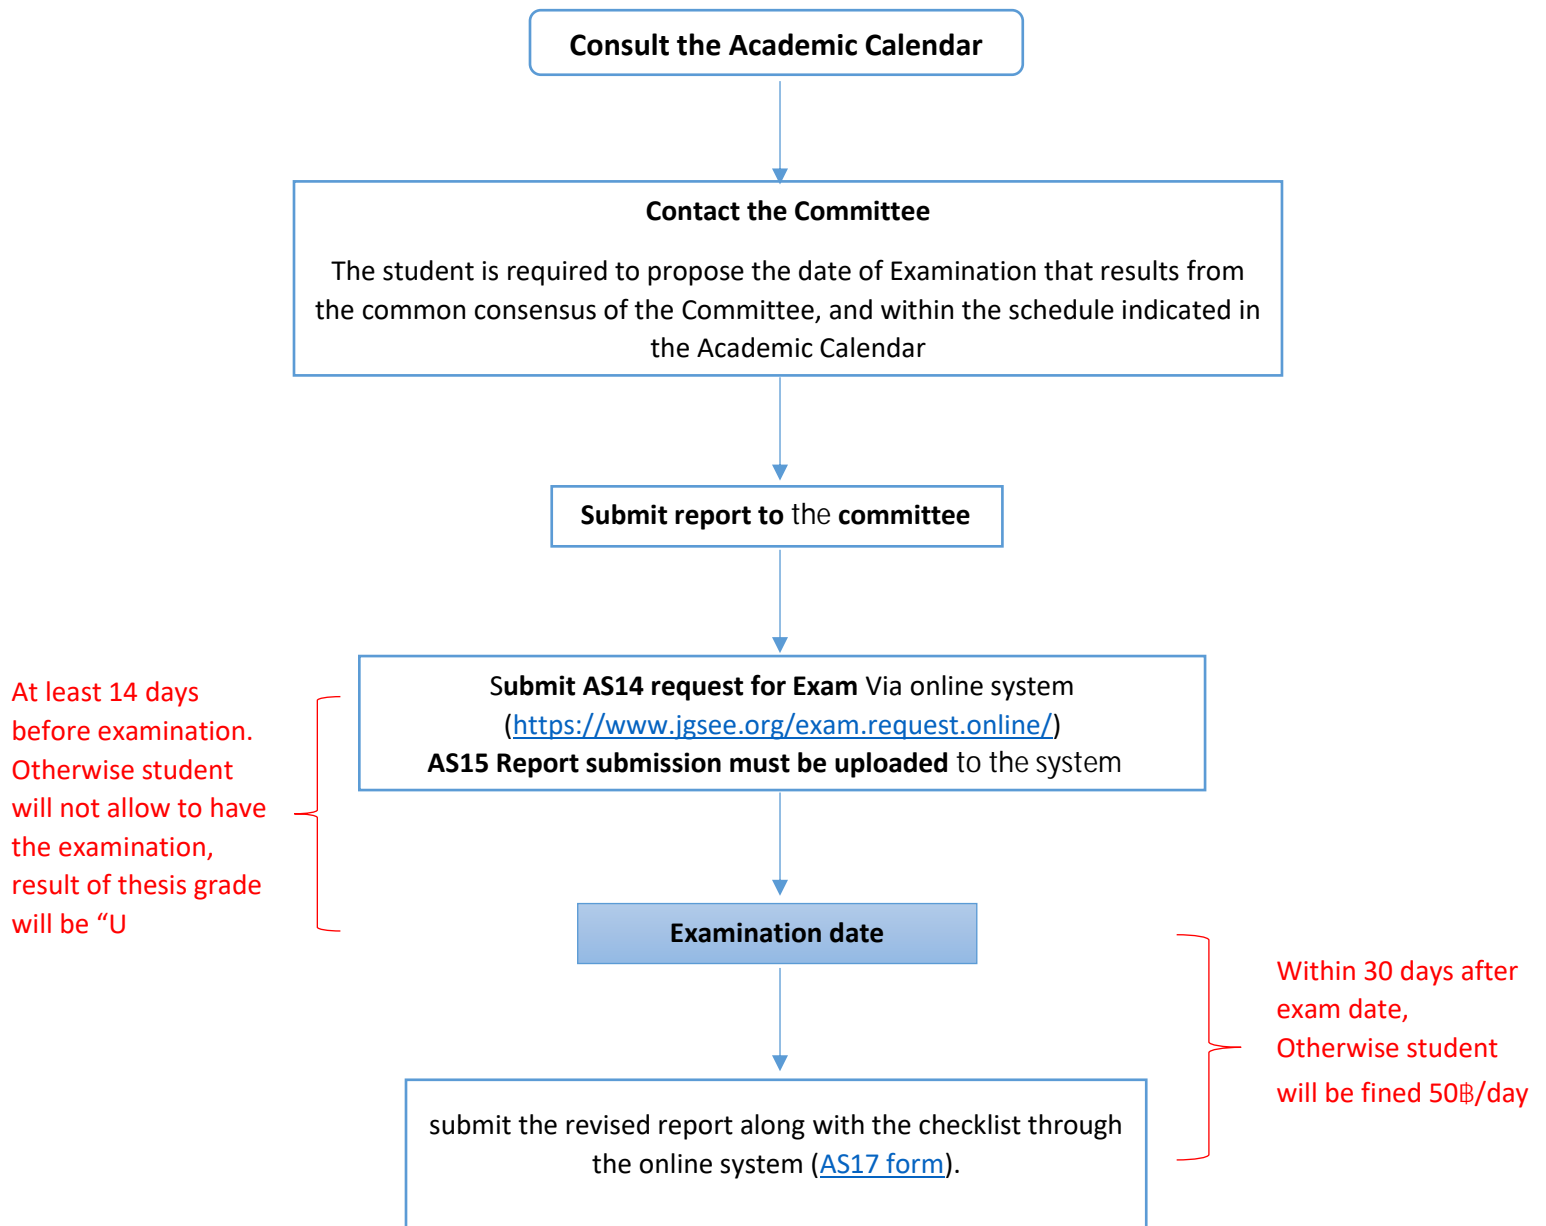 Consult the Academic Calendar
Contact the Committee
The student is required to propose the date of Examination that results from
the common consensus of the Committee, and within the schedule indicated in
the Academic Calendar
Submit report to the committee
At least 14 days
before examination.
Otherwise student
will not allow to have
the examination,
result of thesis grade
will be “U
Submit AS14 request for Exam Via online system
(https://www.jgsee.org/exam.request.online/)
AS15 Report submission must be uploaded to the system
Examination date
Within 30 days after
exam date,
Otherwise student
will be fined 50฿/day
submit the revised report along with the checklist through
the online system (AS17 form).